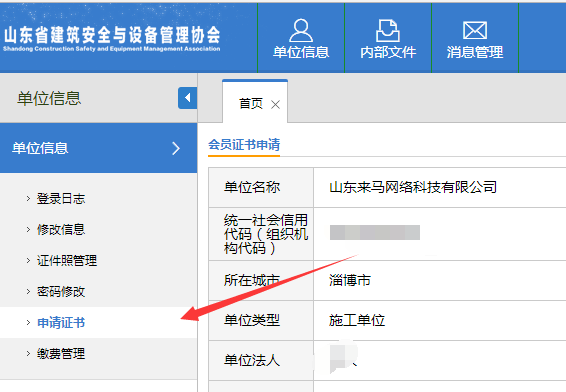 山东省建筑安全与设备管理协会
Shandong Construction Safety and Equipment Management Association
单位信息
内部文件
消息管理
单位信息
首页
单位信息
登录日志
修改信息
证件照管理
密码修改
申请证书
缴费管理
会员证书申请
单位名称
山东来马网络科技有限公司
统一社会信用
代码（组织机
构代码）
所在城市
淄博市
单位类型
施工单位
单位法人